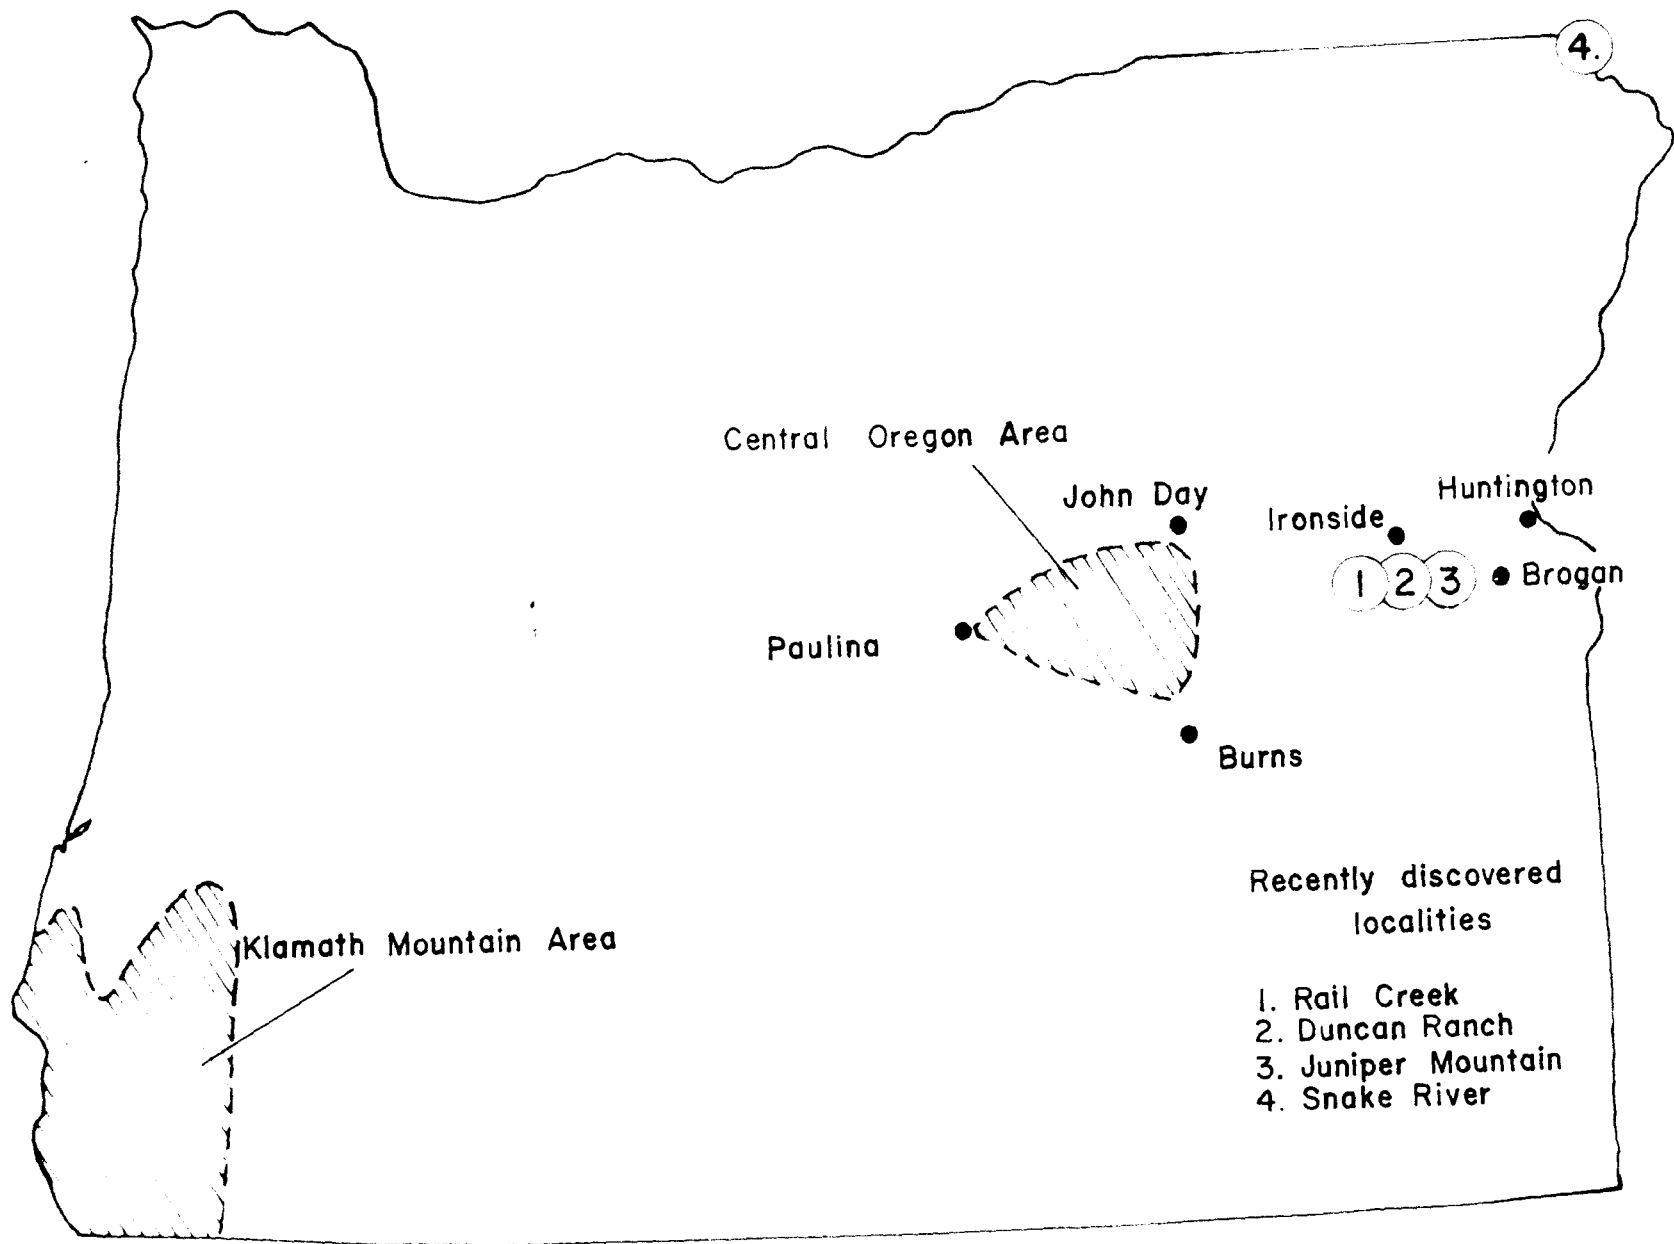 4.
Central Oregon Area
John Day
Huntington
Ironside
1 2 3
Brogan
Paulina
Burns
Recently discovered
localities
Klamath Mountain Area
1. Rail Creek
2. Duncan Ranch
3. Juniper Mountain
4. Snake River